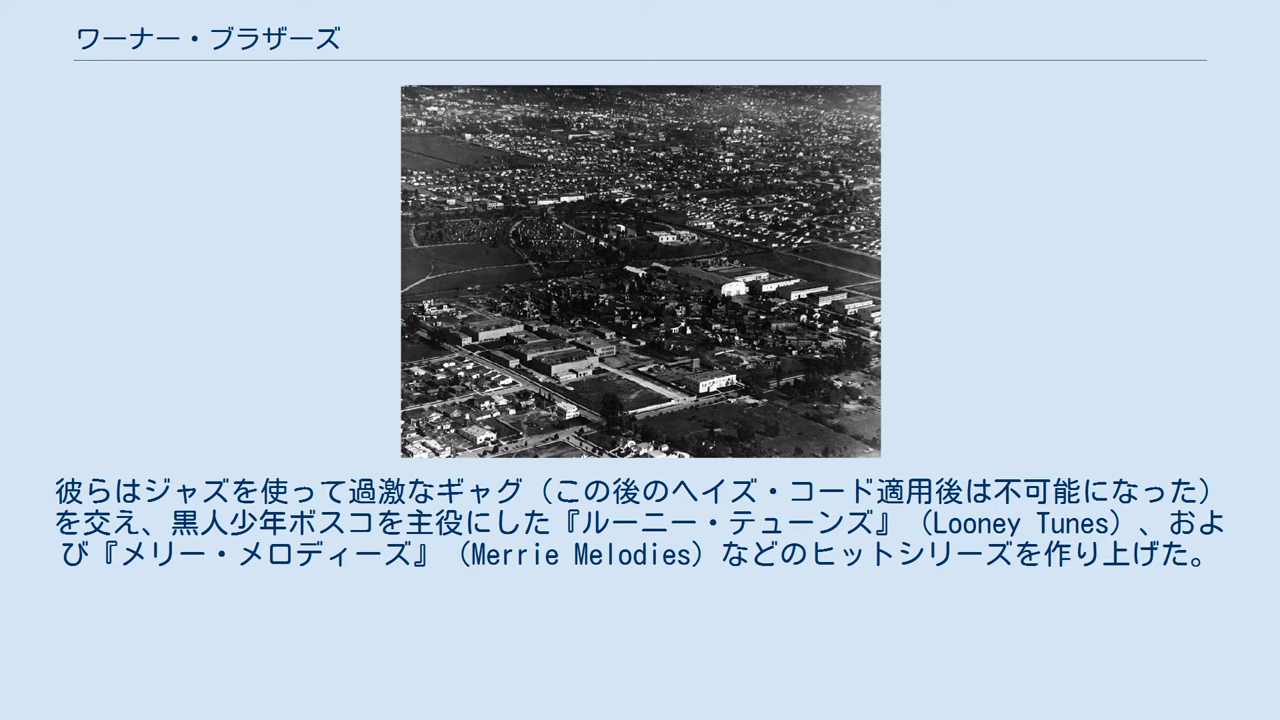 ワーナー・ブラザーズ
彼らはジャズを使って過激なギャグ（この後のヘイズ・コード適用後は不可能になった）
を交え、黒人少年ボスコを主役にした『ルーニー・テューンズ』（Looney Tunes）、およ
び『メリー・メロディーズ』（Merrie Melodies）などのヒットシリーズを作り上げた。